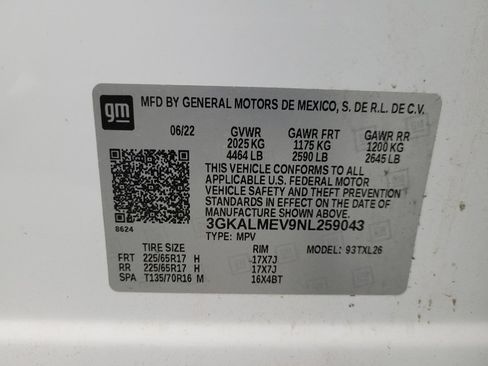 gm
MFD BY GENERAL MOTORS DE MEXICO, S. DE R.L. DE C.V.
06/22 GVWR GAWR FRT GAWR RR
2025 KG 1175 KG 1200 KG
4464 LB 2590 LB 2645 LB
THIS VEHICLE CONFORMS TO ALL
APPLICABLE U.S. FEDERAL MOTOR
VEHICLE SAFETY AND THEFT PREVENTION
STANDARDS IN EFFECT ON THE DATE OF
MANUFACTURE SHOWN ABOVE.
8624 3GKALMEV9NL259043
TYPE: MPV
TIRE SIZE RIM MODEL: 93TXL26
FRT 225/65R17 H 17X7J
RR 225/65R17 H 17X7J
SPA T135/70R16 M 16X4BT